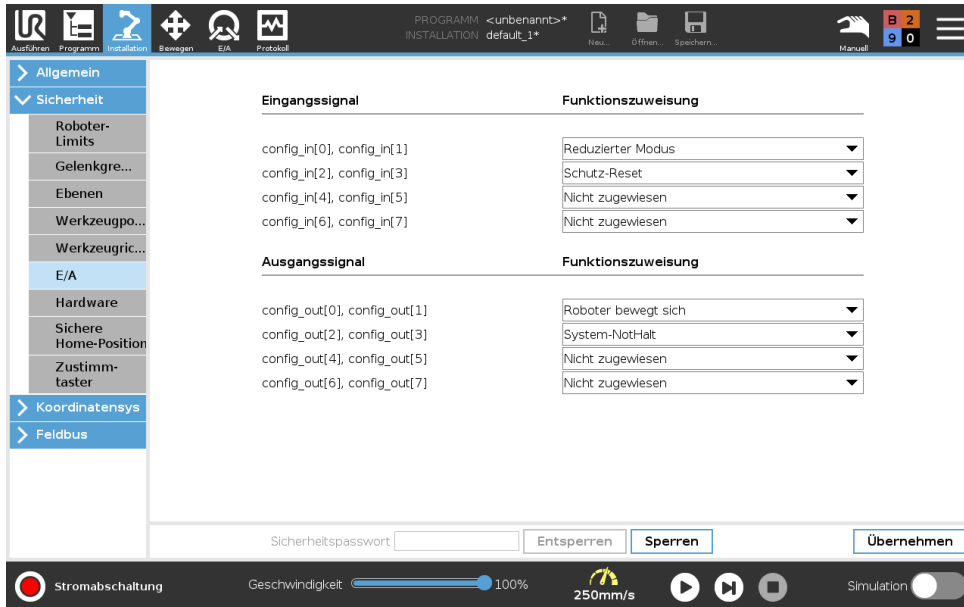 PROGRAMM <unbenannt>*
INSTALLATION default_1*
Ausführen Programm Installation Bewegen E/A Protokoll Neu... Öffnen... Speichern... Manuell
B 2
9 0
Allgemein
Sicherheit
Roboter-
Limits
Gelenkgre...
Ebenen
Werkzeugpo...
Werkzeugric...
E/A
Hardware
Sichere
Home-Position
Zustimm-
taster
Koordinatensys
Feldbus
Eingangssignal Funktionszuweisung
config_in[0], config_in[1] Reduzierter Modus
config_in[2], config_in[3] Schutz-Reset
config_in[4], config_in[5] Nicht zugewiesen
config_in[6], config_in[7] Nicht zugewiesen
Ausgangssignal Funktionszuweisung
config_out[0], config_out[1] Roboter bewegt sich
config_out[2], config_out[3] System-NotHalt
config_out[4], config_out[5] Nicht zugewiesen
config_out[6], config_out[7] Nicht zugewiesen
Sicherheitspasswort Entsperren Sperren Übernehmen
Stromabschaltung Geschwindigkeit 100% 250mm/s Simulation